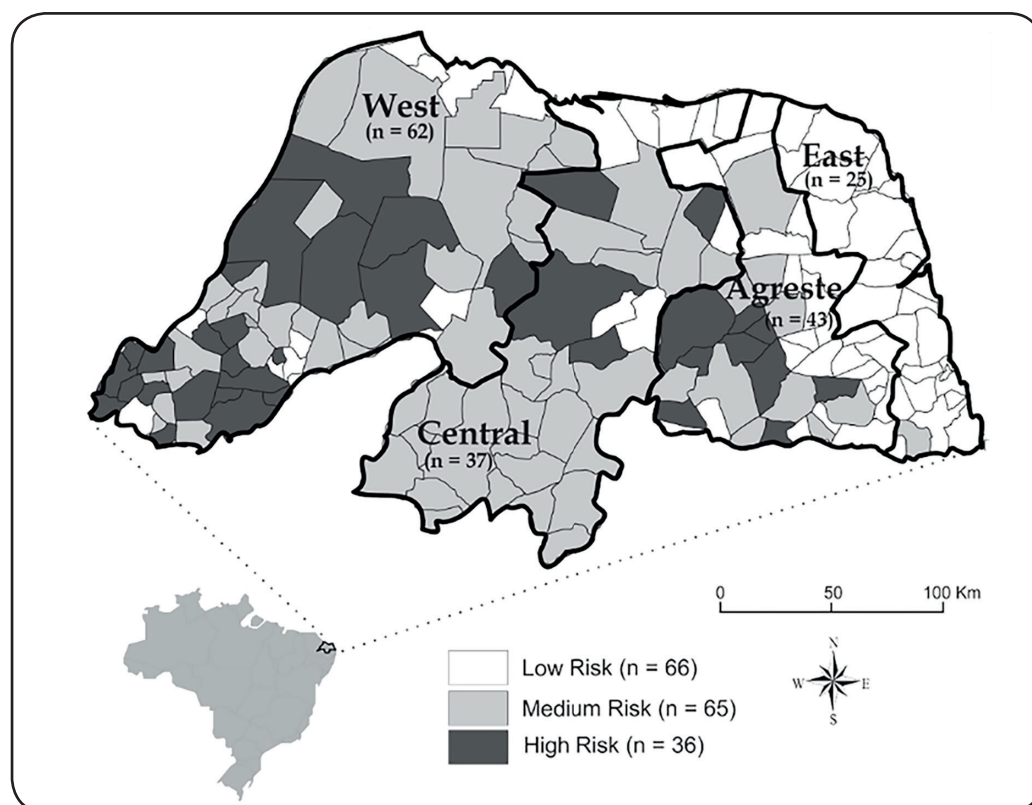 West
(n = 62)
East
(n = 25)
Agreste
(n = 43)
Central
(n = 37)
0 50 100 Km
Low Risk (n = 66)
Medium Risk (n = 65)
High Risk (n = 36)
N
W E
S